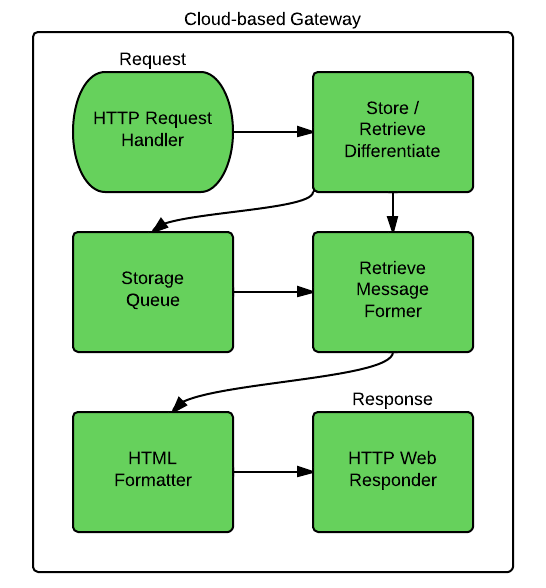 Cloud-based Gateway
Request
HTTP Request
Handler
Store /
Retrieve
Differentiate
Storage
Queue
Retrieve
Message
Former
HTML
Formatter
Response
HTTP Web
Responder